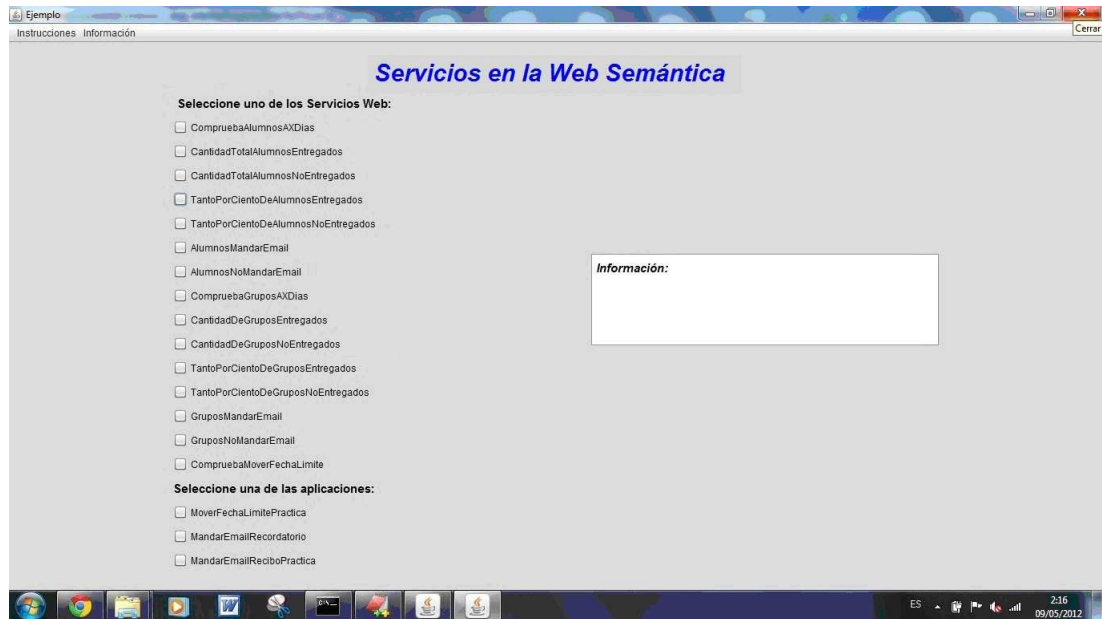 Ejemplo
Cerrar
Instrucciones Información
Servicios en la Web Semántica
Seleccione uno de los Servicios Web:
CompruebaAlumnosAXDias
CantidadTotalAlumnosEntregados
CantidadTotalAlumnosNoEntregados
TantoPorCientoDeAlumnosEntregados
TantoPorCientoDeAlumnosNoEntregados
AlumnosMandarEmail
AlumnosNoMandarEmail
CompruebaGruposAXDias
CantidadDeGruposEntregados
CantidadDeGruposNoEntregados
TantoPorCientoDeGruposEntregados
TantoPorCientoDeGruposNoEntregados
GruposMandarEmail
GruposNoMandarEmail
CompruebaMoverFechaLimite
Información:
Seleccione una de las aplicaciones:
MoverFechaLimitePractica
MandarEmailRecordatorio
MandarEmailReciboPractica
ES
2:16
09/05/2012